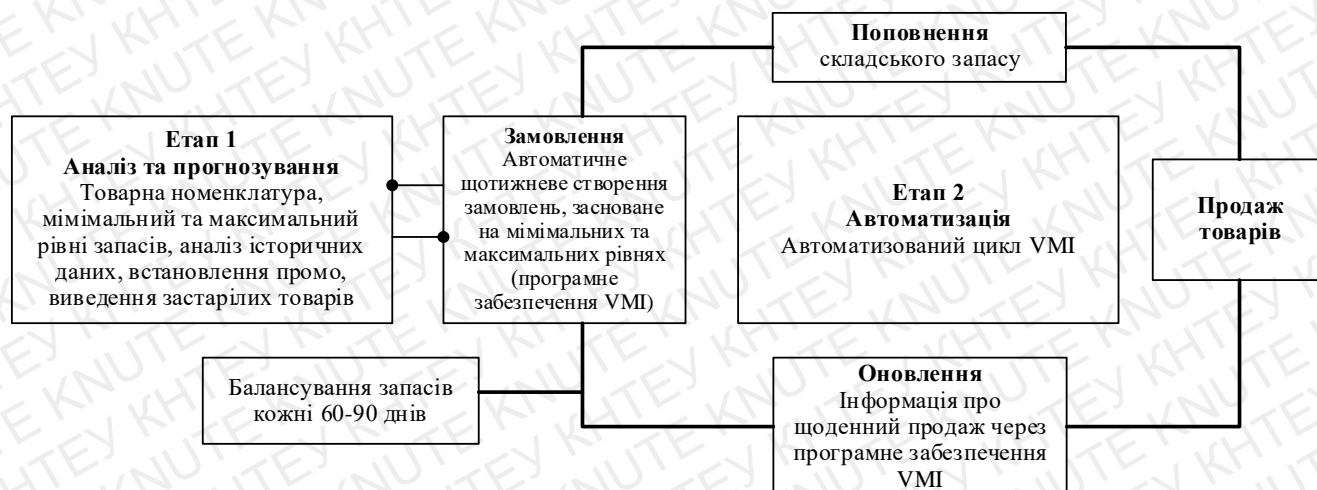 Поповнення
складського запасу
Етап 1
Аналіз та прогнозування
Товарна номенклатура,
мімімальний та максимальний
рівні запасів, аналіз історичних
даних, встановлення промо,
виведення застарілих товарів
Замовлення
Автоматичне
щотижневе створення
замовлень, засноване
на мімімальних та
максимальних рівнях
(програмне
забезпечення VMI)
Етап 2
Автоматизація
Автоматизований цикл VMI
Продаж
товарів
Балансування запасів
кожні 60-90 днів
Оновлення
Інформація про
щоденний продаж через
програмне забезпечення
VMI